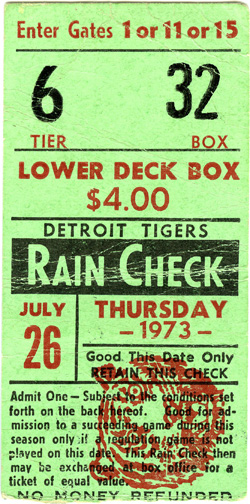 Enter Gates 1 or 11 or 15
6 32
TIER BOX
LOWER DECK BOX
$4.00
DETROIT TIGERS
RAIN CHECK
JULY THURSDAY
26 —1973—
Good This Date Only
RETAIN THIS CHECK
Admit One — Subject to the conditions set
forth on the back hereof. Good for ad-
mission to a succeeding game during this
season only if a regulation game is not
played on this date. This Rain Check then
may be exchanged at box office for a
ticket of equal value.
NO MONEY REFUNDED